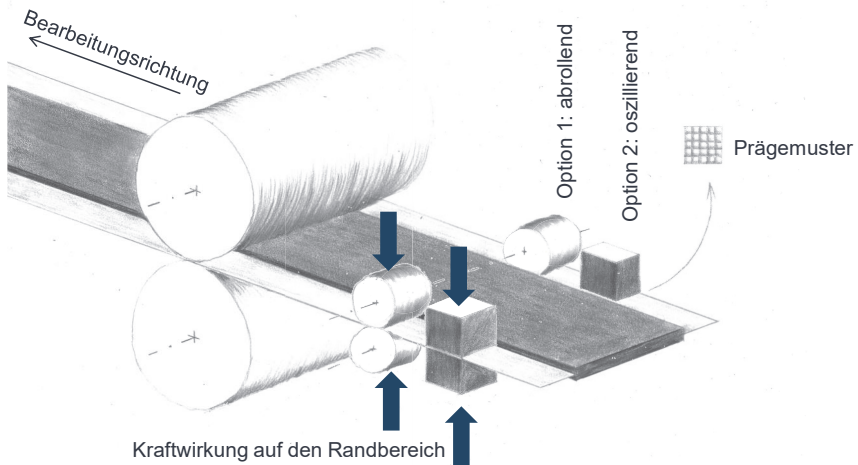 Bearbeitungsrichtung
Option 1: abrollend
Option 2: oszillierend
Prägemuster
Kraftwirkung auf den Randbereich